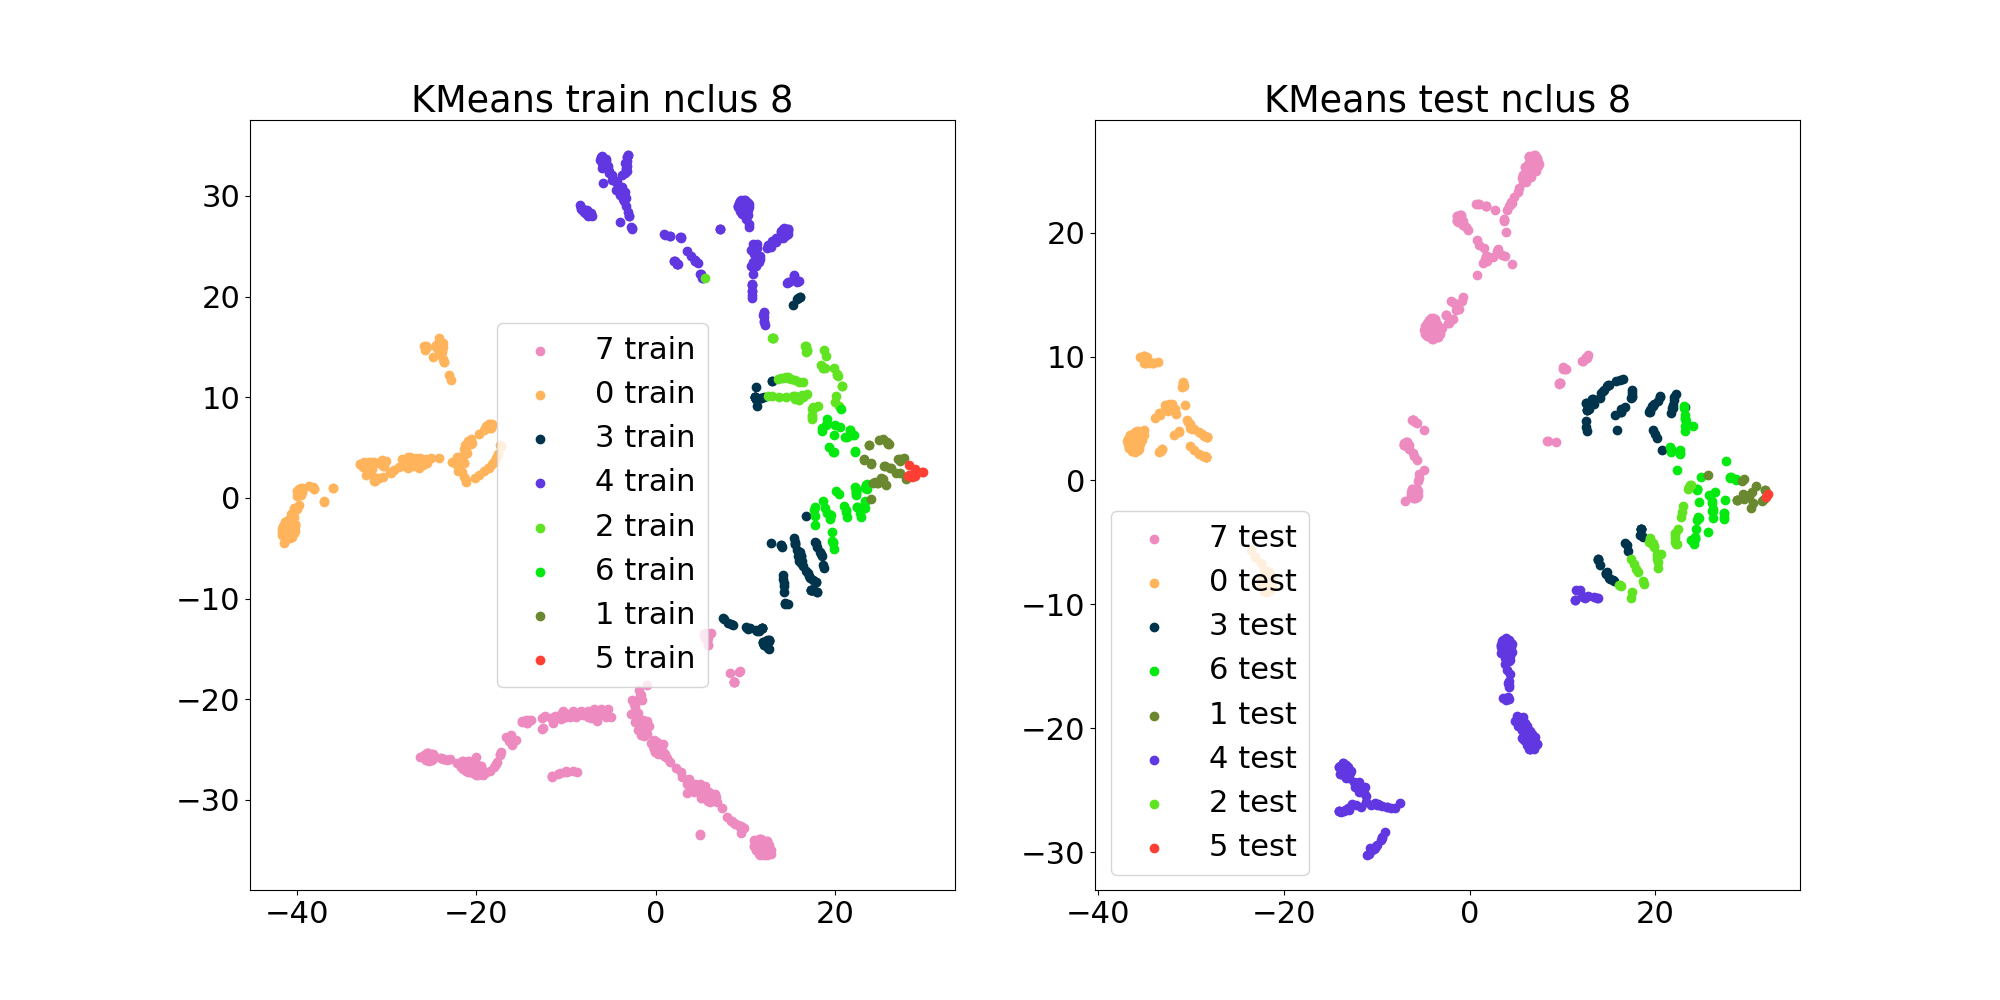 KMeans train nclus 8
30
20
10
0
−10
−20
−30
−40
−20
0
20
7 train
0 train
3 train
4 train
2 train
6 train
1 train
5 train
KMeans test nclus 8
20
10
0
−10
−20
−30
−40
−20
0
20
7 test
0 test
3 test
6 test
1 test
4 test
2 test
5 test